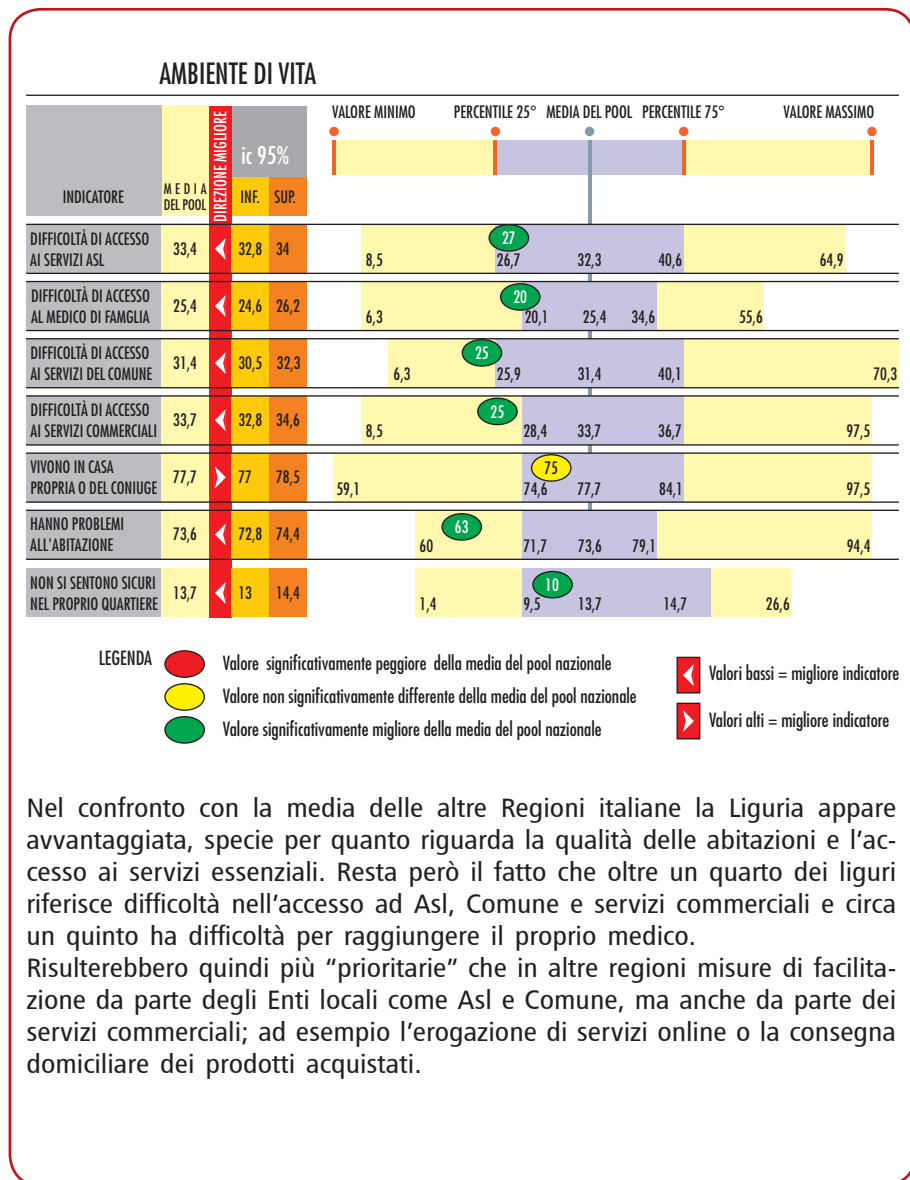 AMBIENTE DI VITA
VALORE MINIMO PERCENTILE 25° MEDIA DEL POOL PERCENTILE 75° VALORE MASSIMO
INDICATORE
MEDIA
DEL POOL
DIREZIONE MIGLIORE
ic 95%
INF. SUP.
DIFFICOLTÀ DI ACCESSO
AI SERVIZI ASL
33,4 32,8 34
27
8,5 26,7 32,3 40,6 64,9
DIFFICOLTÀ DI ACCESSO
AL MEDICO DI FAMGLIA
25,4 24,6 26,2
20
6,3 20,1 25,4 34,6 55,6
DIFFICOLTÀ DI ACCESSO
AI SERVIZI DEL COMUNE
31,4 30,5 32,3
25
6,3 25,9 31,4 40,1 70,3
DIFFICOLTÀ DI ACCESSO
AI SERVIZI COMMERCIALI
33,7 32,8 34,6
25
8,5 28,4 33,7 36,7 97,5
VIVONO IN CASA
PROPRIA O DEL CONIUGE
77,7 77 78,5
75
59,1 74,6 77,7 84,1 97,5
HANNO PROBLEMI
ALL'ABITAZIONE
73,6 72,8 74,4
63
60 71,7 73,6 79,1 94,4
NON SI SENTONO SICURI
NEL PROPRIO QUARTIERE
13,7 13 14,4
10
1,4 9,5 13,7 14,7 26,6
LEGENDA
Valore significativamente peggiore della media del pool nazionale
Valore non significativamente differente della media del pool nazionale
Valore significativamente migliore della media del pool nazionale
Valori bassi = migliore indicatore
Valori alti = migliore indicatore
Nel confronto con la media delle altre Regioni italiane la Liguria appare
avvantaggiata, specie per quanto riguarda la qualità delle abitazioni e l'ac-
cesso ai servizi essenziali. Resta però il fatto che oltre un quarto dei liguri
riferisce difficoltà nell'accesso ad Asl, Comune e servizi commerciali e circa
un quinto ha difficoltà per raggiungere il proprio medico.
Risulterebbero quindi più "prioritarie" che in altre regioni misure di facilita-
zione da parte degli Enti locali come Asl e Comune, ma anche da parte dei
servizi commerciali; ad esempio l'erogazione di servizi online o la consegna
domiciliare dei prodotti acquistati.